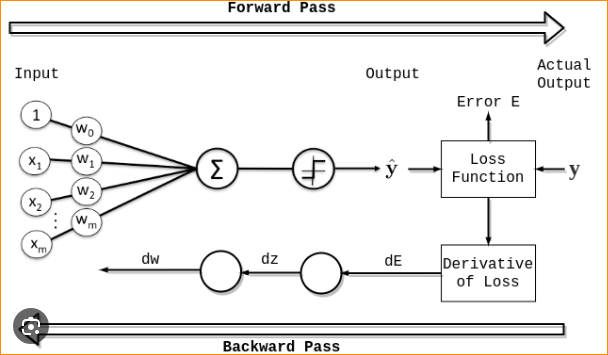 Forward Pass
Input
Output
Actual
Output
Error E
1
w0
x1
w1
x2
w2
⋮
xm
wm
Σ
ŷ
Loss
Function
y
dw
dz
dE
Derivative
of Loss
Backward Pass